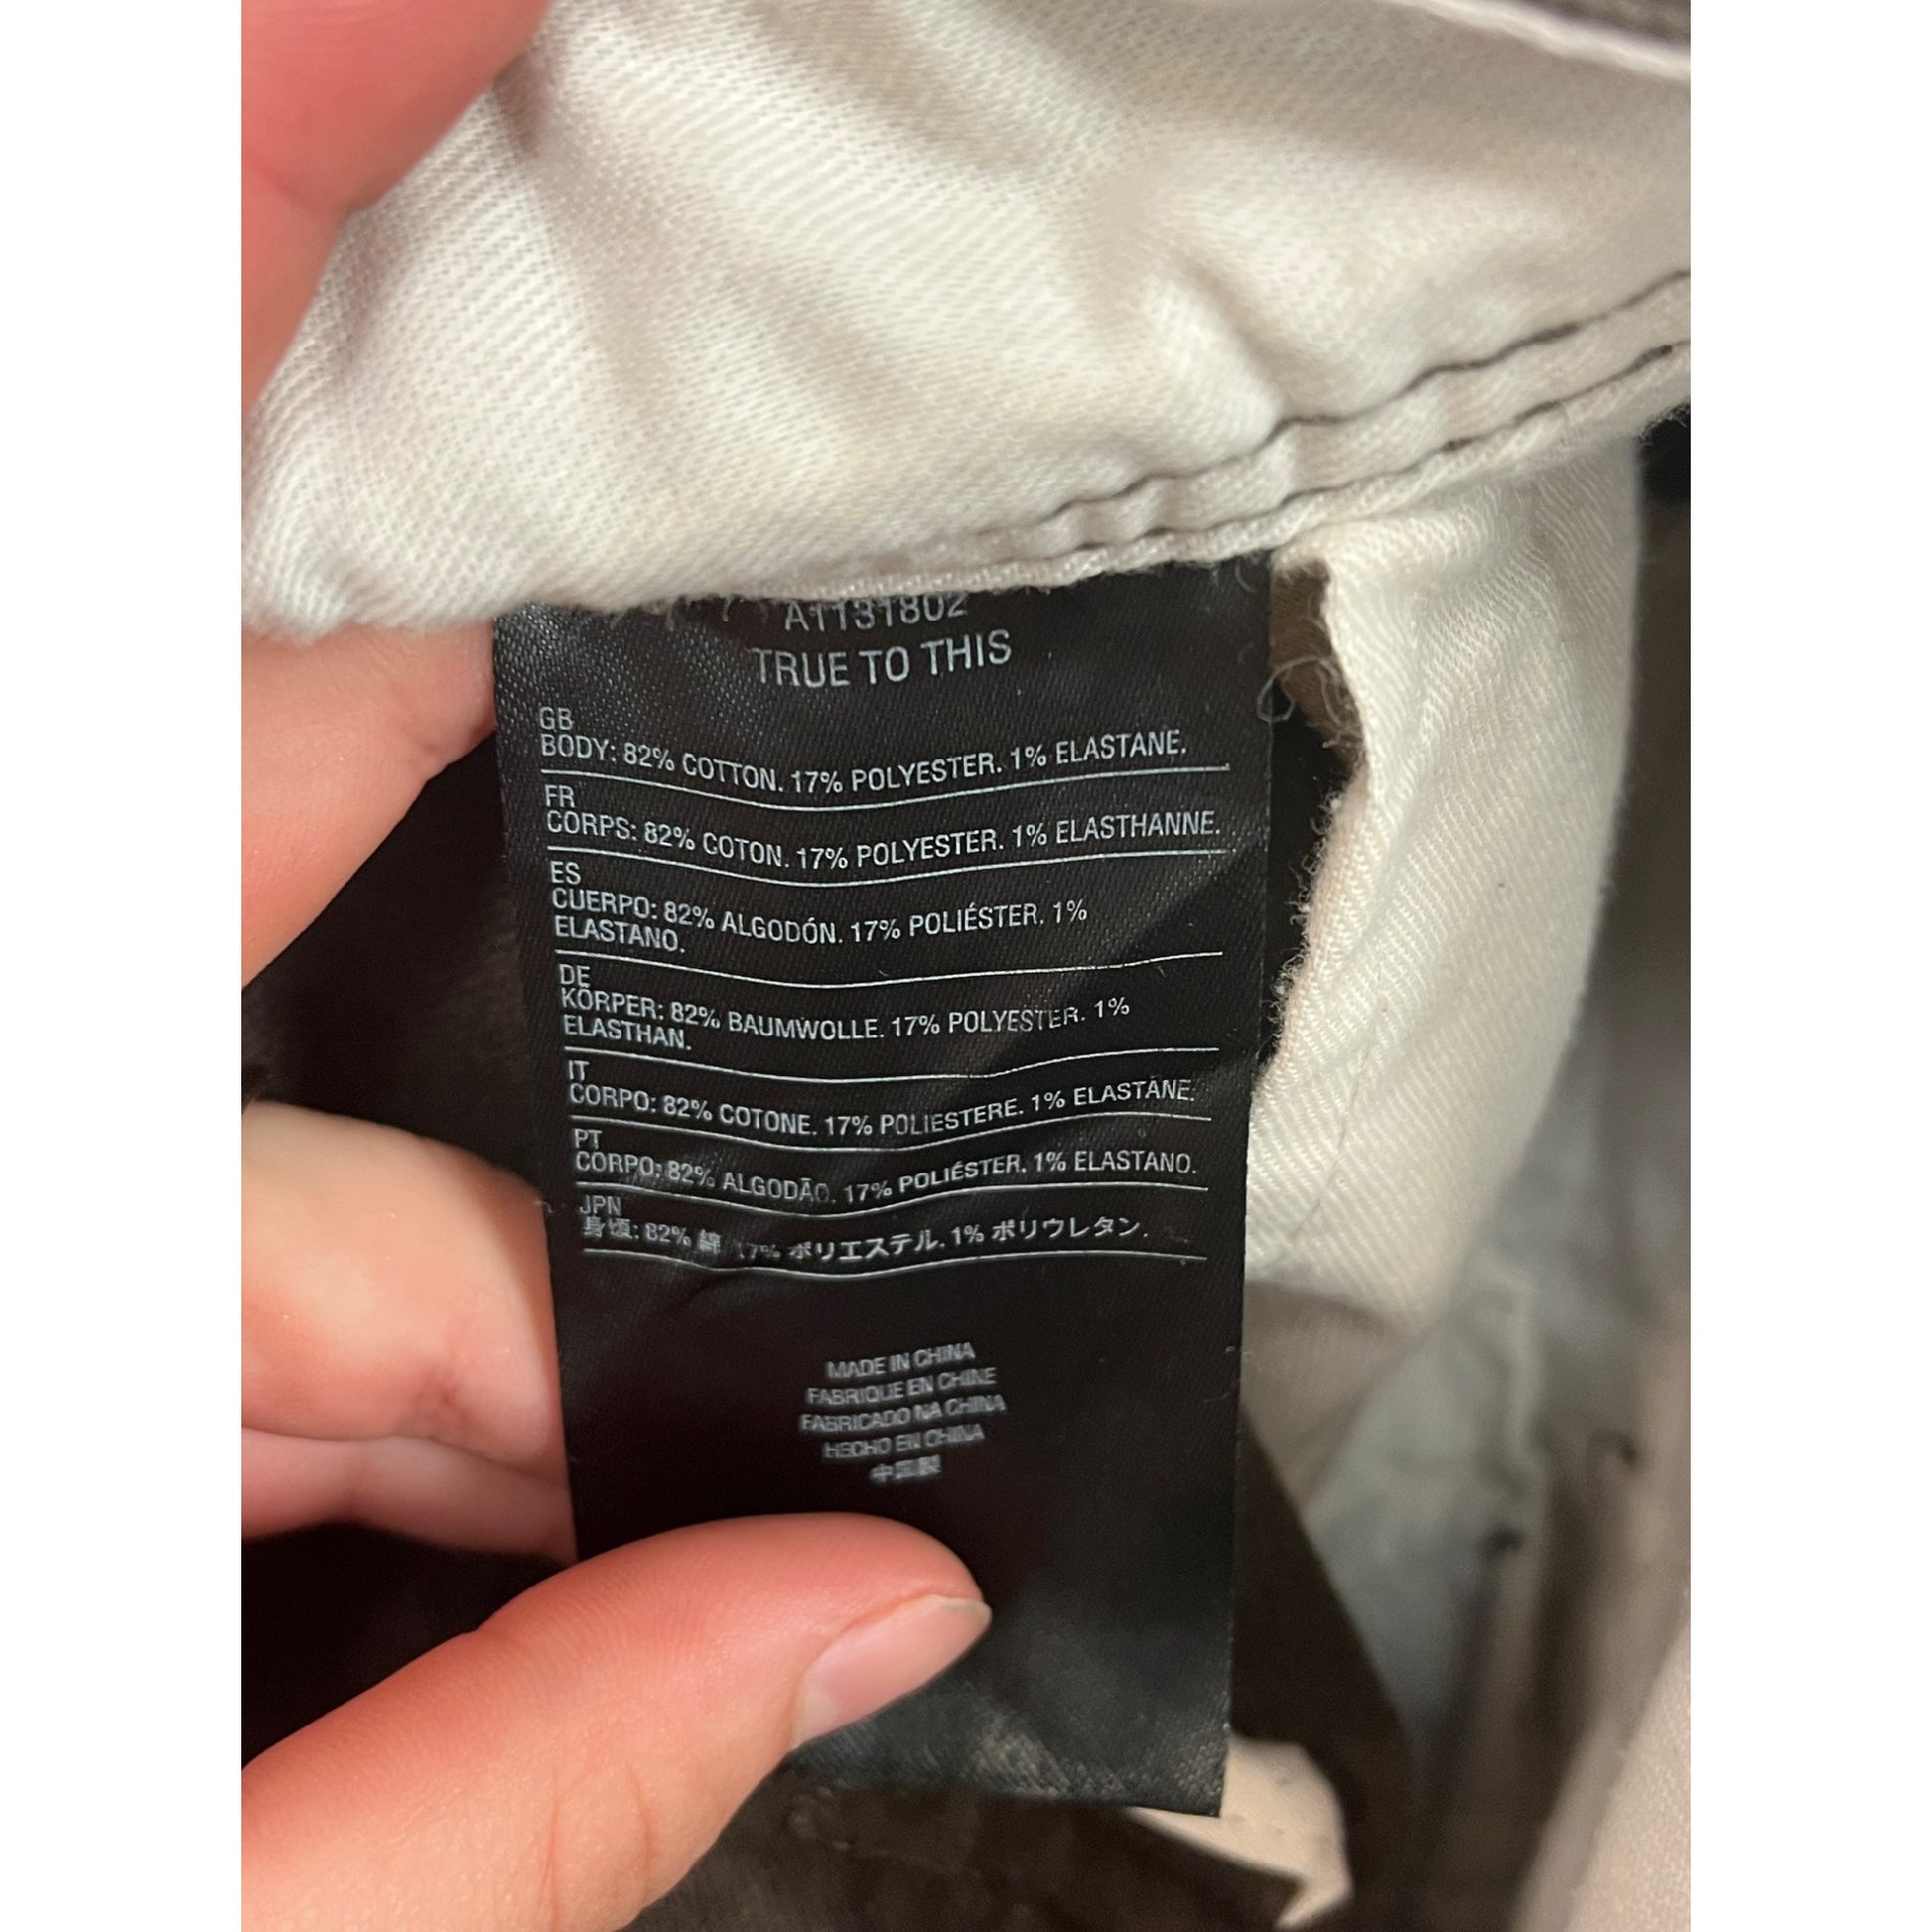 A1131802
TRUE TO THIS
GB
BODY: 82% COTTON. 17% POLYESTER. 1% ELASTANE.
FR
CORPS: 82% COTON. 17% POLYESTER. 1% ELASTHANNE.
ES
CUERPO: 82% ALGODÓN. 17% POLIÉSTER. 1%
ELASTANO.
DE
KÖRPER: 82% BAUMWOLLE. 17% POLYESTER. 1%
ELASTHAN.
IT
CORPO: 82% COTONE. 17% POLIESTERE. 1% ELASTANE.
PT
CORPO: 82% ALGODÃO. 17% POLIÉSTER. 1% ELASTANO.
JPN
身頃: 82% 綿. 17% ポリエステル. 1% ポリウレタン.
MADE IN CHINA
FABRIQUE EN CHINE
FABRICADO NA CHINA
HECHO EN CHINA
中国製